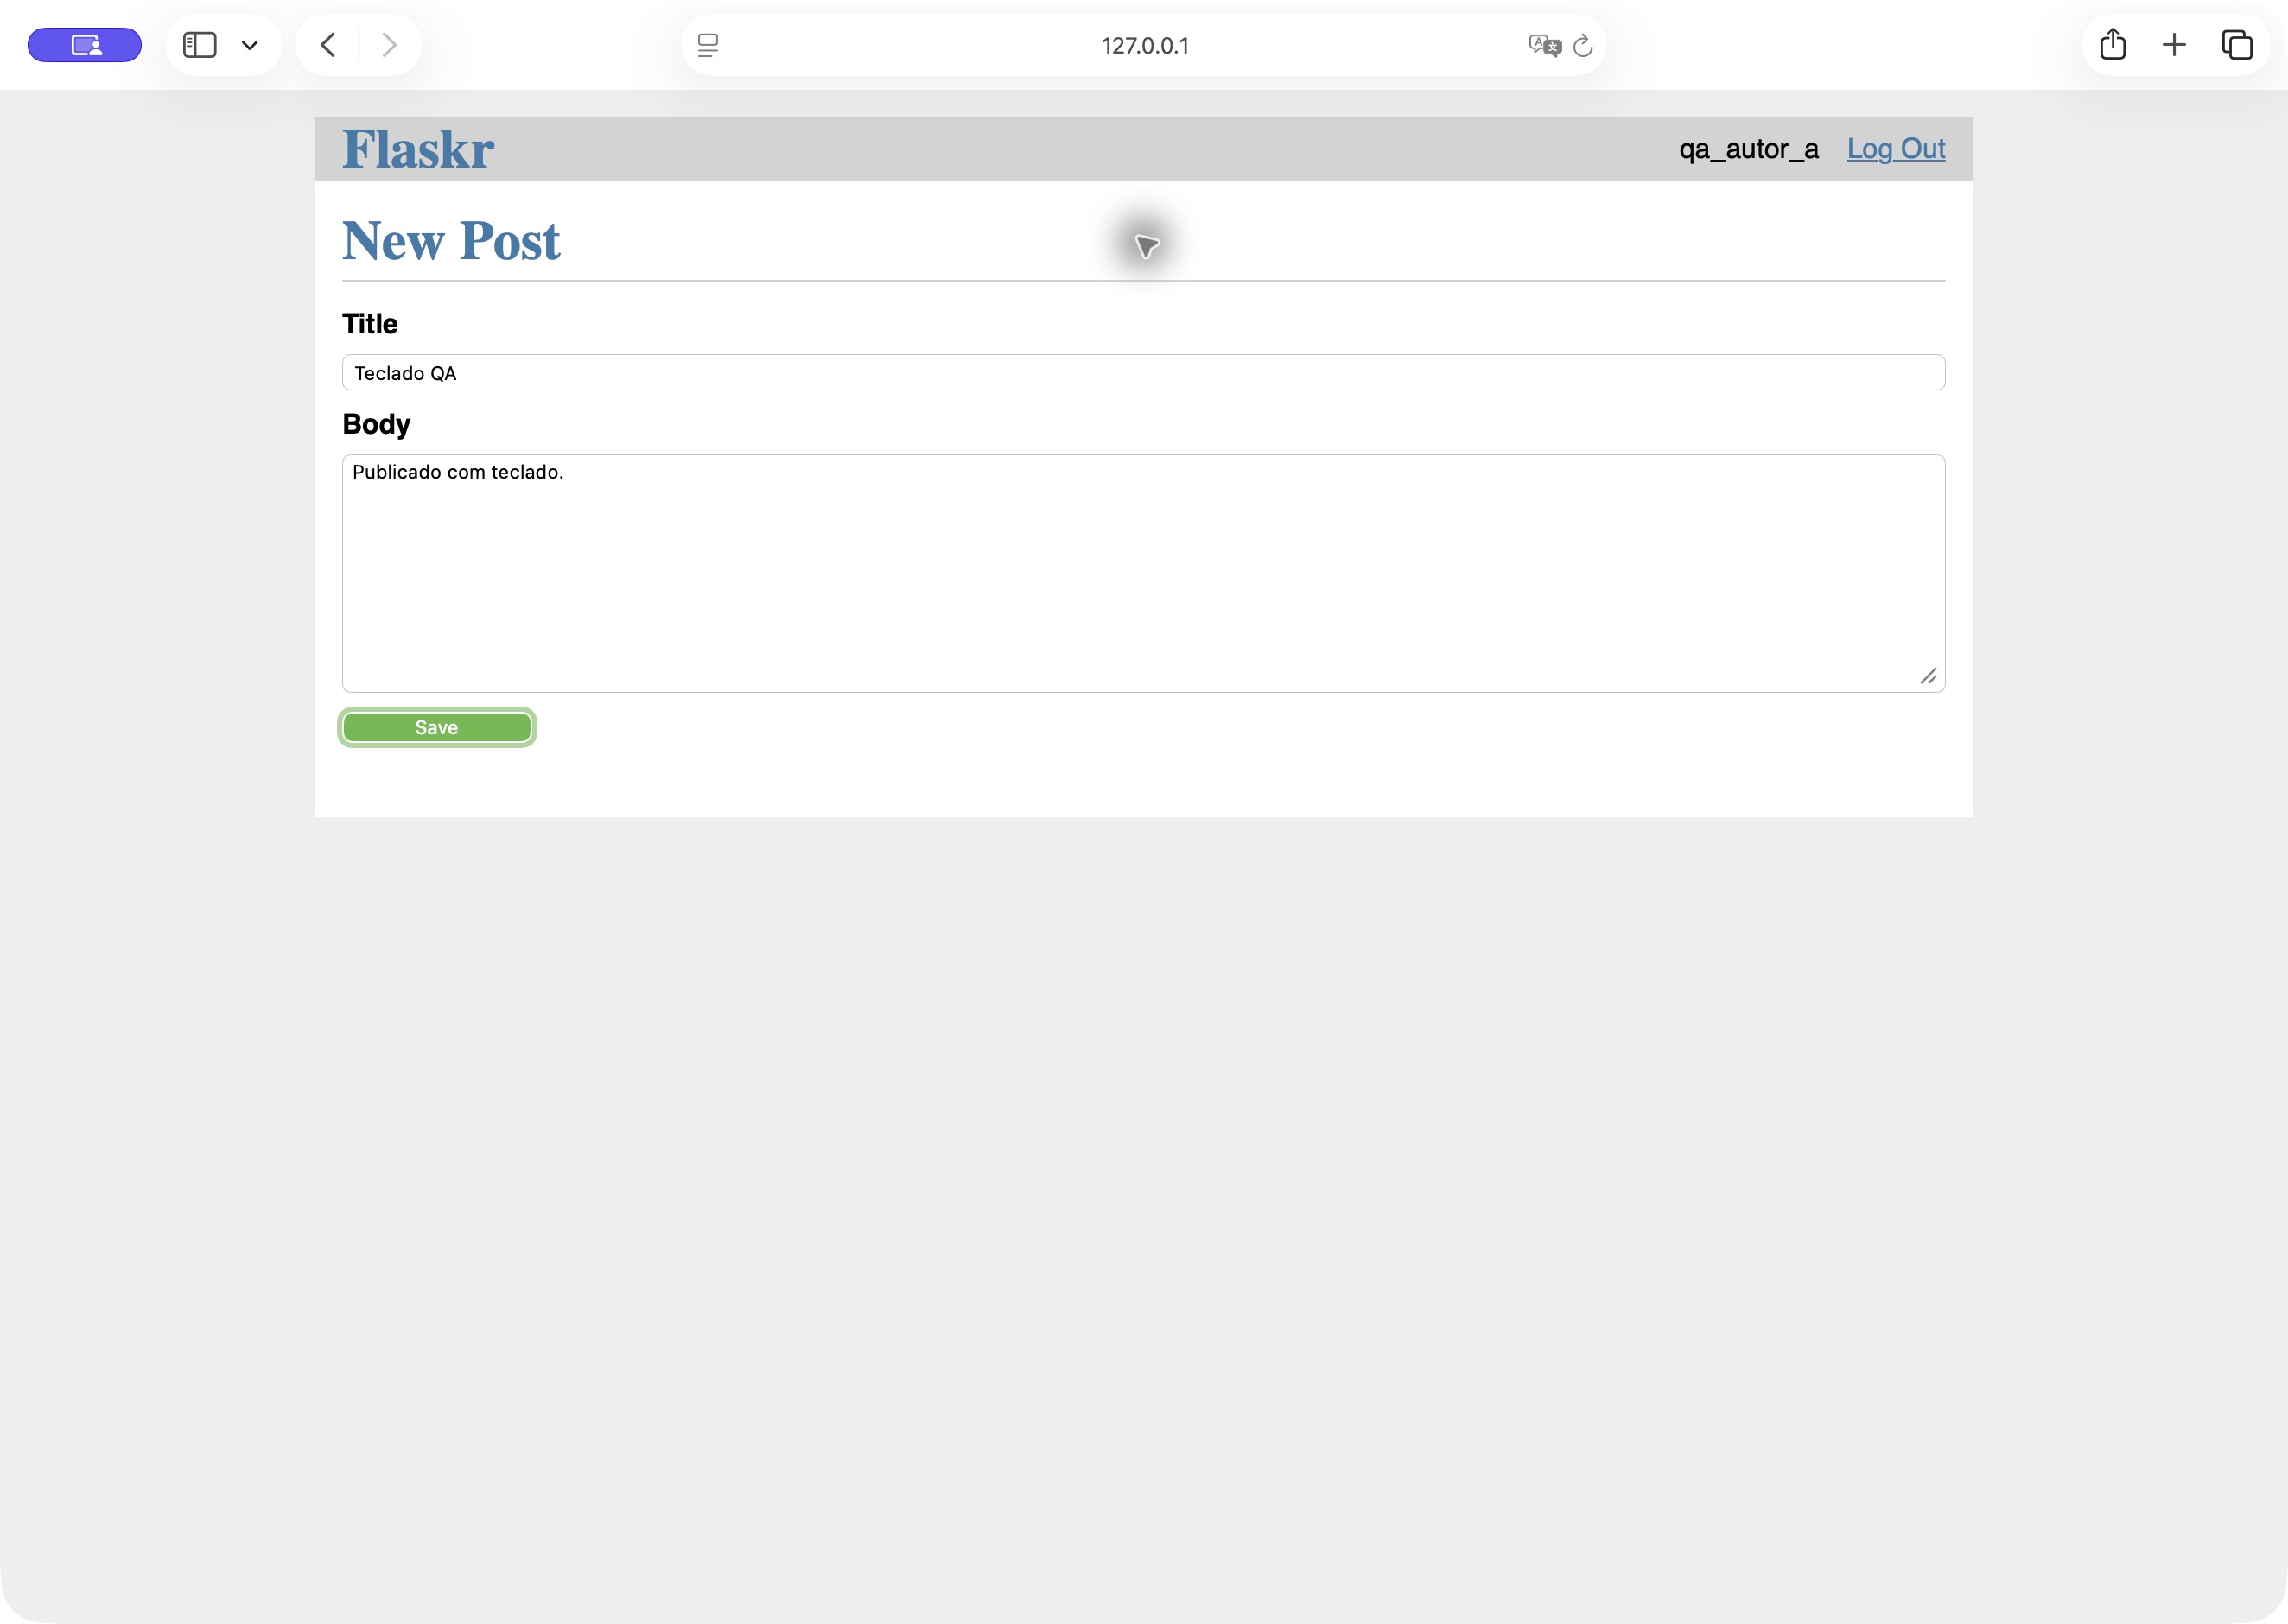 127.0.0.1
Flaskr
qa_autor_a Log Out
New Post
Title
Teclado QA
Body
Publicado com teclado.
Save